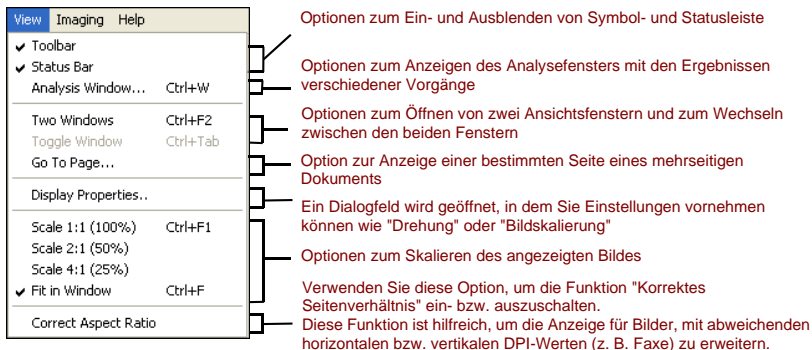 View Imaging Help
Toolbar
Status Bar
Analysis Window... Ctrl+W
Two Windows Ctrl+F2
Toggle Window Ctrl+Tab
Go To Page...
Display Properties..
Scale 1:1 (100%) Ctrl+F1
Scale 2:1 (50%)
Scale 4:1 (25%)
Fit in Window Ctrl+F
Correct Aspect Ratio
Optionen zum Ein- und Ausblenden von Symbol- und Statusleiste
Optionen zum Anzeigen des Analysefensters mit den Ergebnissen
verschiedener Vorgänge
Optionen zum Öffnen von zwei Ansichtsfenstern und zum Wechseln
zwischen den beiden Fenstern
Option zur Anzeige einer bestimmten Seite eines mehrseitigen
Dokuments
Ein Dialogfeld wird geöffnet, in dem Sie Einstellungen vornehmen
können wie "Drehung" oder "Bildskalierung"
Optionen zum Skalieren des angezeigten Bildes
Verwenden Sie diese Option, um die Funktion "Korrektes
Seitenverhältnis" ein- bzw. auszuschalten.
Diese Funktion ist hilfreich, um die Anzeige für Bilder, mit abweichenden
horizontalen bzw. vertikalen DPI-Werten (z. B. Faxe) zu erweitern.